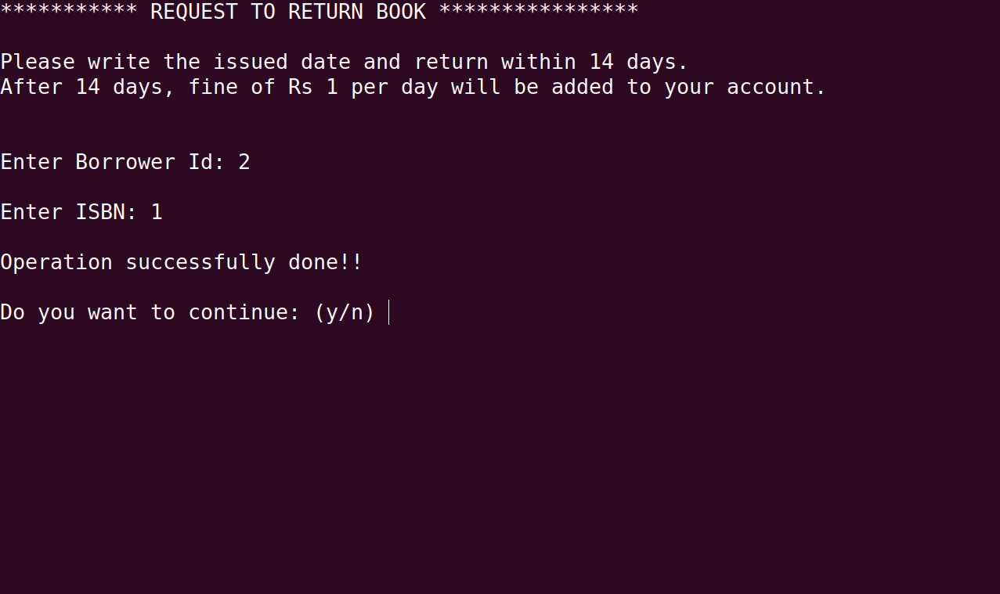 *********** REQUEST TO RETURN BOOK ****************
Please write the issued date and return within 14 days.
After 14 days, fine of Rs 1 per day will be added to your account.
Enter Borrower Id: 2
Enter ISBN: 1
Operation successfully done!!
Do you want to continue: (y/n)